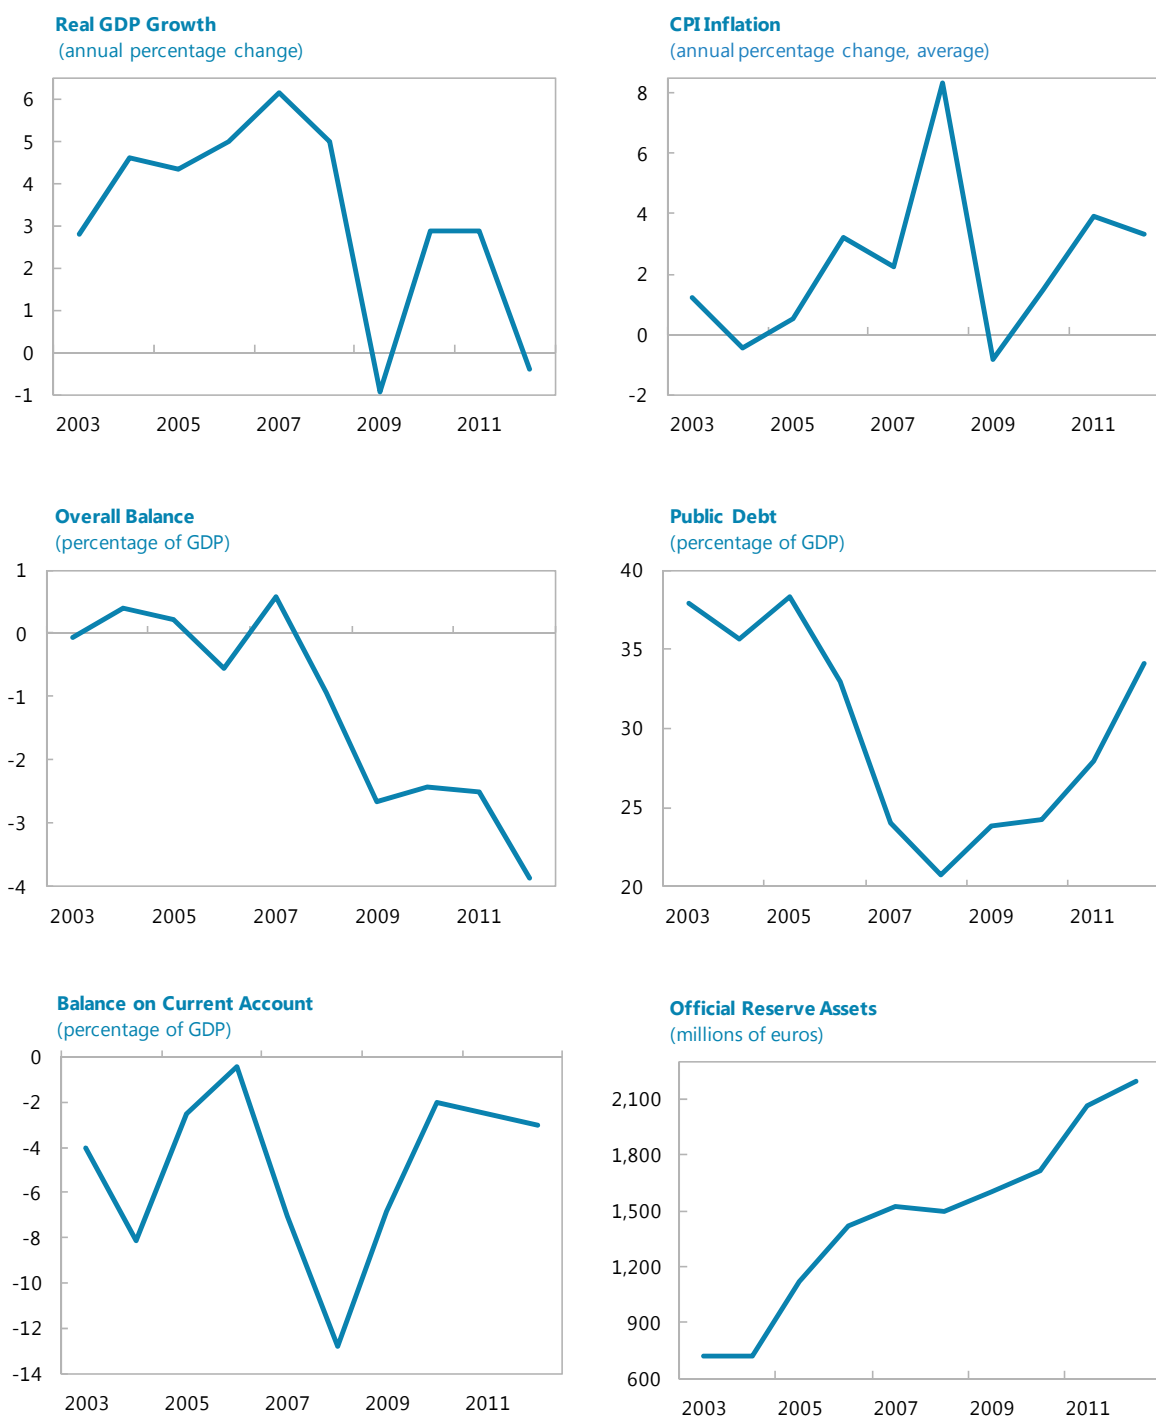 Real GDP Growth
(annual percentage change)
6
5
4
3
2
1
0
-1
2003 2005 2007 2009 2011
CPI Inflation
(annual percentage change, average)
8
6
4
2
0
-2
2003 2005 2007 2009 2011
Overall Balance
(percentage of GDP)
1
0
-1
-2
-3
-4
2003 2005 2007 2009 2011
Public Debt
(percentage of GDP)
40
35
30
25
20
2003 2005 2007 2009 2011
Balance on Current Account
(percentage of GDP)
0
-2
-4
-6
-8
-10
-12
-14
2003 2005 2007 2009 2011
Official Reserve Assets
(millions of euros)
2,100
1,800
1,500
1,200
900
600
2003 2005 2007 2009 2011